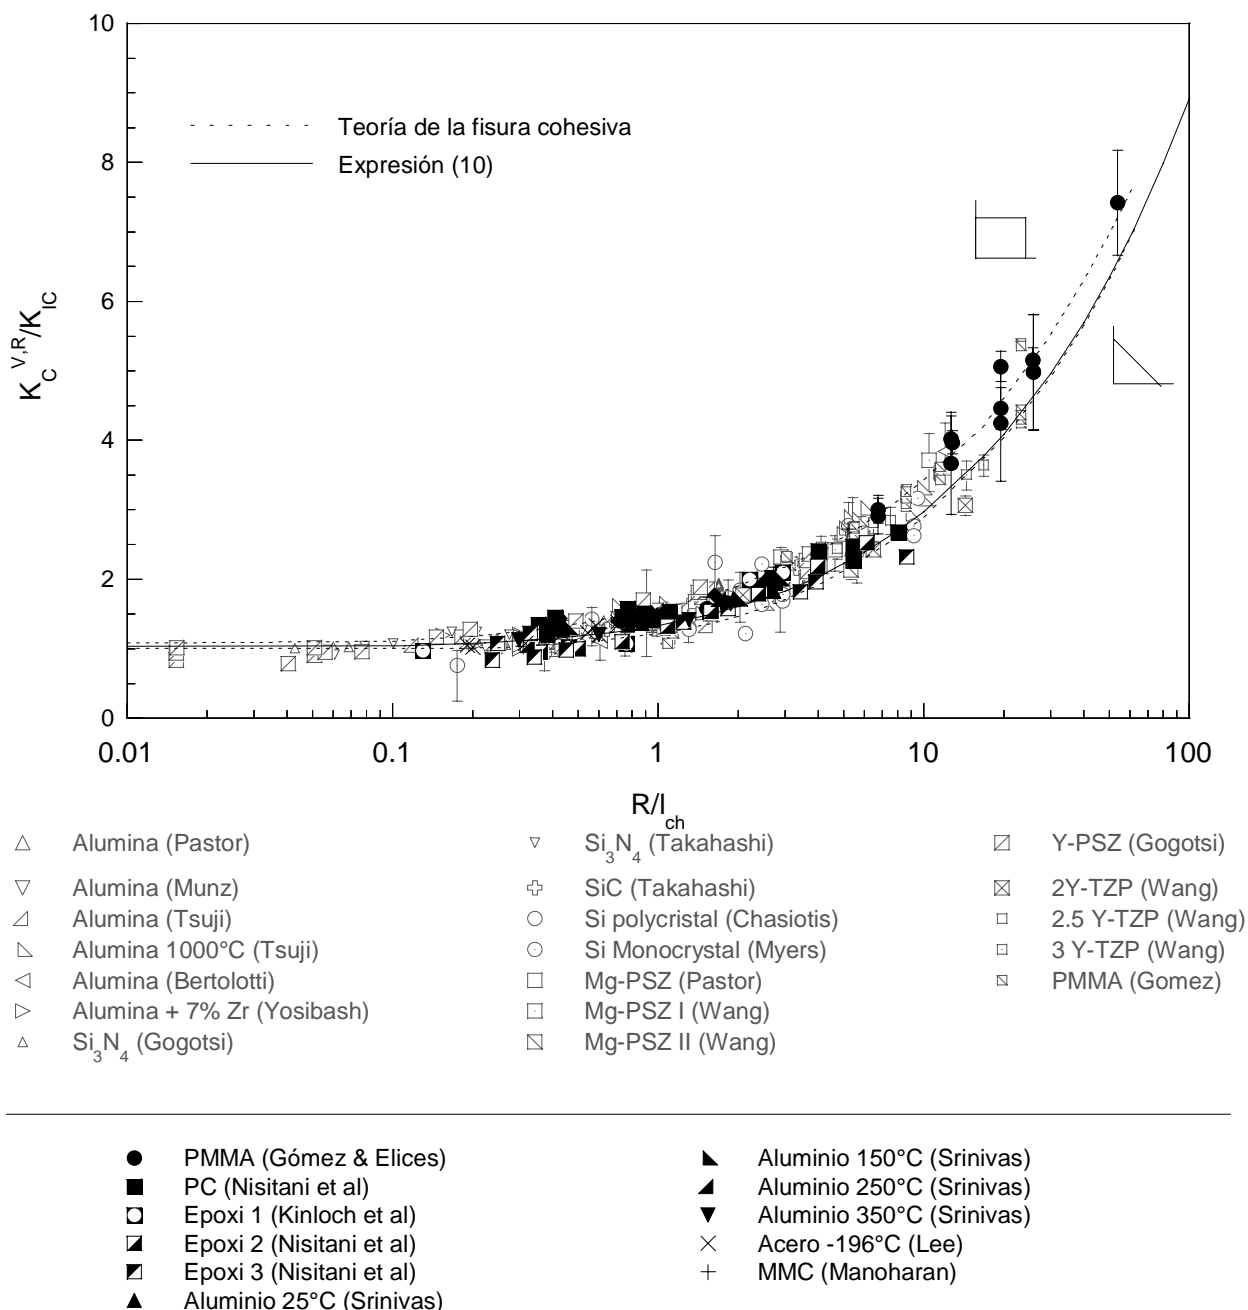 10
8
6
4
2
0
K_C^V,R/K_IC
Teoría de la fisura cohesiva
Expresión (10)
0.01 0.1 1 10 100
R/l_ch
Alumina (Pastor)
Alumina (Munz)
Alumina (Tsuji)
Alumina 1000°C (Tsuji)
Alumina (Bertolotti)
Alumina + 7% Zr (Yosibash)
Si3N4 (Gogotsi)
Si3N4 (Takahashi)
SiC (Takahashi)
Si polycristal (Chasiotis)
Si Monocrystal (Myers)
Mg-PSZ (Pastor)
Mg-PSZ I (Wang)
Mg-PSZ II (Wang)
Y-PSZ (Gogotsi)
2Y-TZP (Wang)
2.5 Y-TZP (Wang)
3 Y-TZP (Wang)
PMMA (Gomez)
PMMA (Gómez & Elices)
PC (Nisitani et al)
Epoxi 1 (Kinloch et al)
Epoxi 2 (Nisitani et al)
Epoxi 3 (Nisitani et al)
Aluminio 25°C (Srinivas)
Aluminio 150°C (Srinivas)
Aluminio 250°C (Srinivas)
Aluminio 350°C (Srinivas)
Acero -196°C (Lee)
MMC (Manoharan)